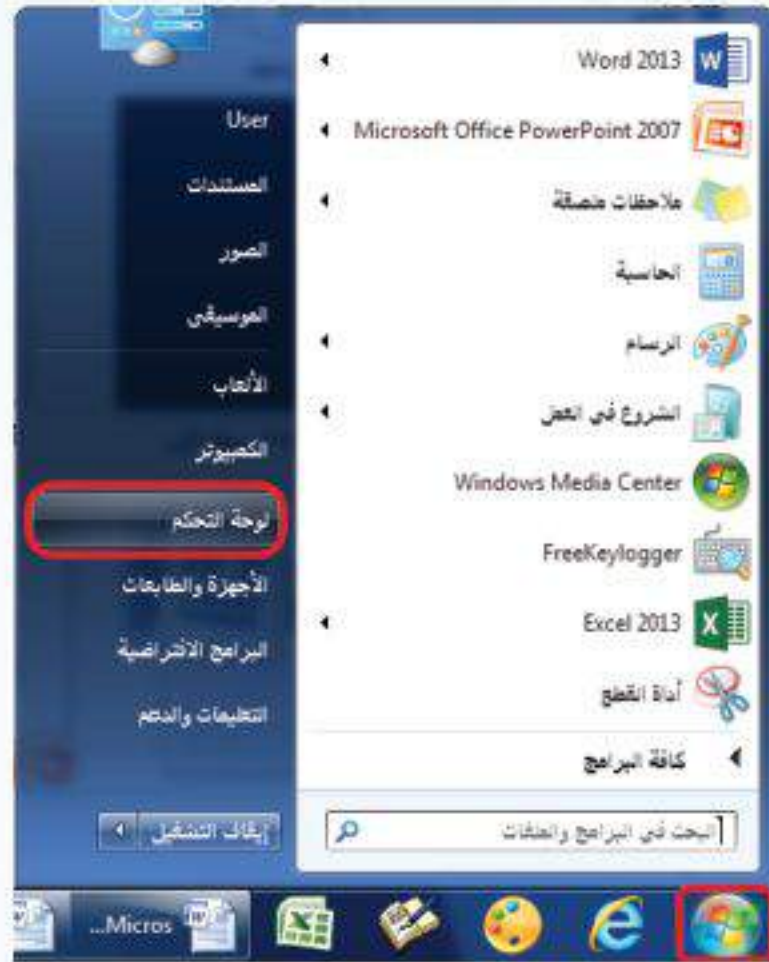 Word 2013
Microsoft Office PowerPoint 2007
ملاحظات ملصقة
الحاسبة
الرسام
الشروع في العمل
Windows Media Center
FreeKeylogger
Excel 2013
أداة القطع
كافة البرامج
البحث في البرامج والملفات
User
المستندات
الصور
الموسيقى
الألعاب
الكمبيوتر
لوحة التحكم
الأجهزة والطابعات
البرامج الافتراضية
التعليمات والدعم
إيقاف التشغيل
Micros...